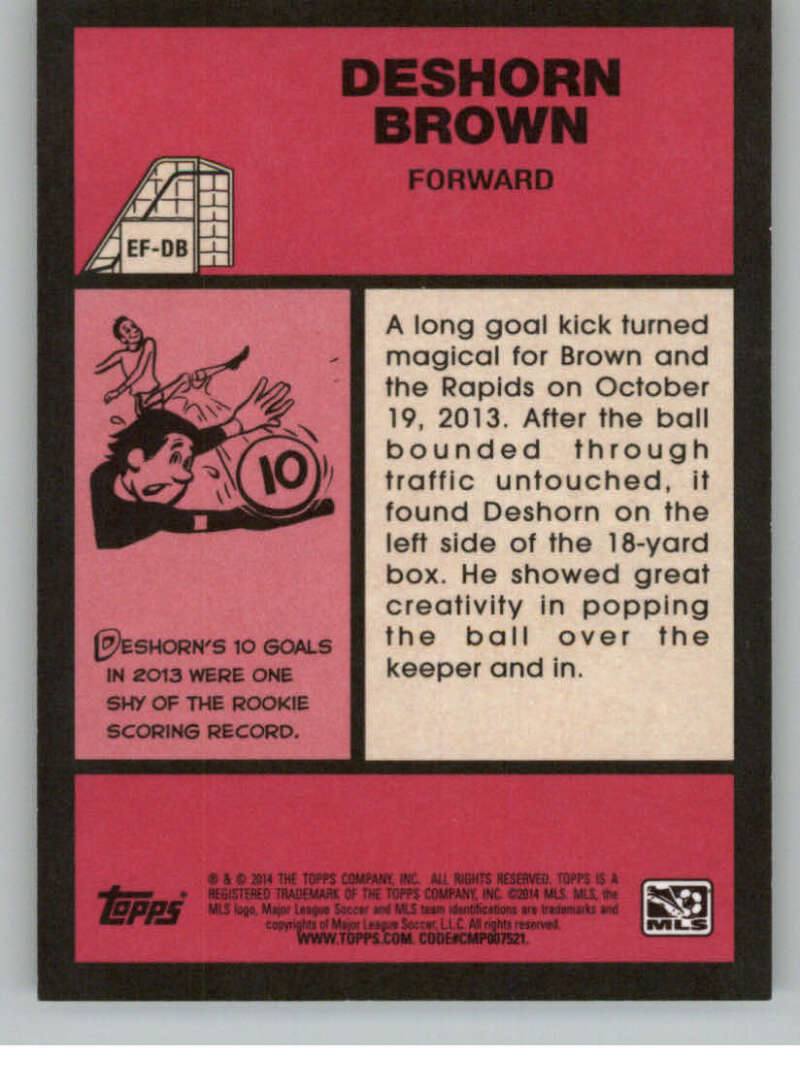 DESHORN
BROWN
FORWARD
EF-DB
10
DESHORN'S 10 GOALS
IN 2013 WERE ONE
SHY OF THE ROOKIE
SCORING RECORD.
A long goal kick turned
magical for Brown and
the Rapids on October
19, 2013. After the ball
bounded through
traffic untouched, it
found Deshorn on the
left side of the 18-yard
box. He showed great
creativity in popping
the ball over the
keeper and in.
topps®
® & © 2014 THE TOPPS COMPANY, INC. ALL RIGHTS RESERVED. TOPPS IS A
REGISTERED TRADEMARK OF THE TOPPS COMPANY, INC. ©2014 MLS. MLS, the
MLS logo, Major League Soccer and MLS team identifications are trademarks and
copyrights of Major League Soccer, L.L.C. All rights reserved.
WWW.TOPPS.COM. CODE#CMP007521.
MLS